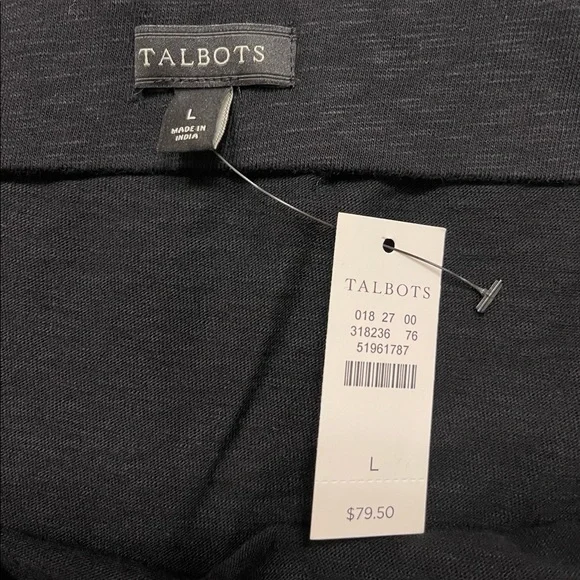 TALBOTS
L
MADE IN
INDIA
TALBOTS
018 27 00
318236 76
51961787
L
$79.50